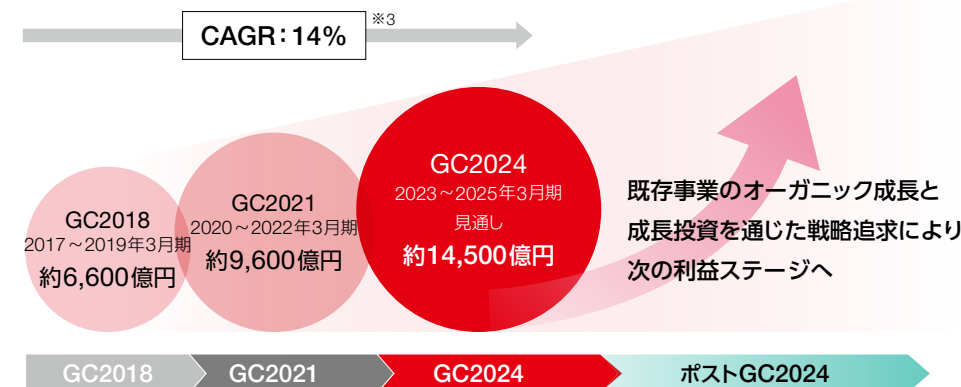 CAGR：14%
※3
GC2018
2017～2019年3月期
約6,600億円
GC2021
2020～2022年3月期
約9,600億円
GC2024
2023～2025年3月期
見通し
約14,500億円
既存事業のオーガニック成長と
成長投資を通じた戦略追求により
次の利益ステージへ
GC2018
GC2021
GC2024
ポストGC2024